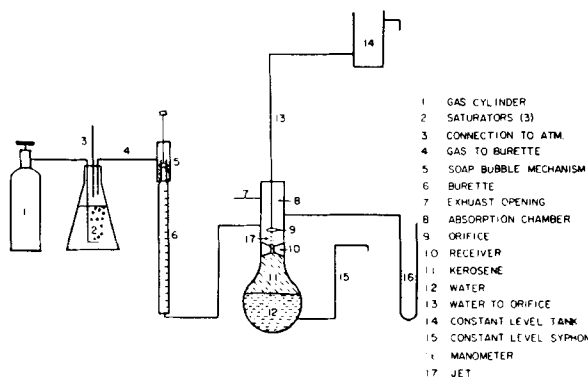 14
3
4
13
5
1
2
6
7
8
9
17
10
11
12
15
16
1 GAS CYLINDER
2 SATURATORS (3)
3 CONNECTION TO ATM.
4 GAS TO BURETTE
5 SOAP BUBBLE MECHANISM
6 BURETTE
7 EXHUAST OPENING
8 ABSORPTION CHAMBER
9 ORIFICE
10 RECEIVER
11 KEROSENE
12 WATER
13 WATER TO ORIFICE
14 CONSTANT LEVEL TANK
15 CONSTANT LEVEL SYPHON
16 MANOMETER
17 JET